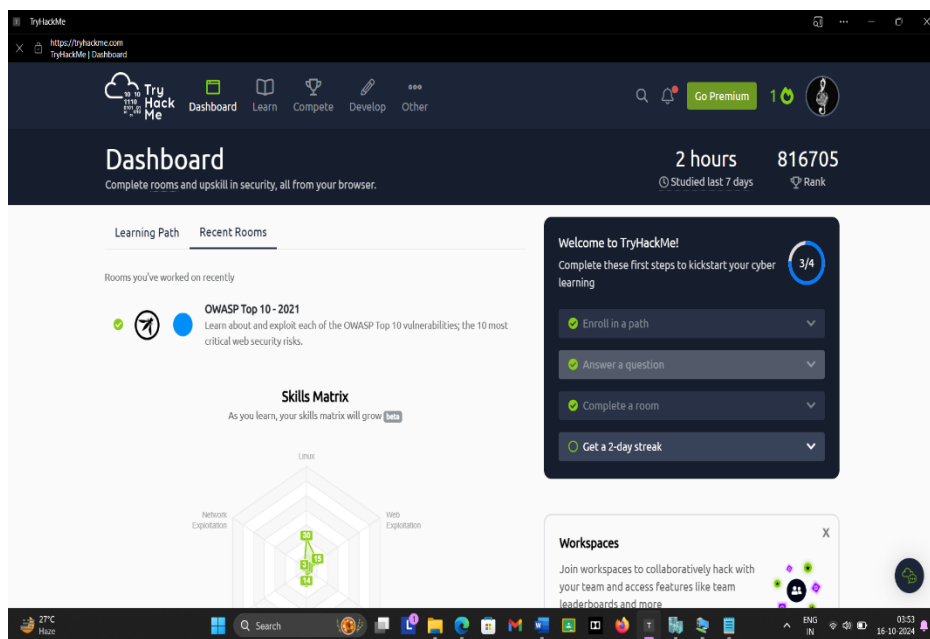 TryHackMe
https://tryhackme.com
TryHackMe | Dashboard
Try
Hack
Me
Dashboard
Learn
Compete
Develop
Other
Go Premium
1
Dashboard
Complete rooms and upskill in security, all from your browser.
2 hours
Studied last 7 days
816705
Rank
Learning Path
Recent Rooms
Rooms you've worked on recently
OWASP Top 10 - 2021
Learn about and exploit each of the OWASP Top 10 vulnerabilities; the 10 most
critical web security risks.
Skills Matrix
As you learn, your skills matrix will grow beta
Linux
Network
Exploitation
Web
Exploitation
30
15
3
14
Welcome to TryHackMe!
Complete these first steps to kickstart your cyber
learning
3/4
Enroll in a path
Answer a question
Complete a room
Get a 2-day streak
Workspaces
X
Join workspaces to collaboratively hack with
your team and access features like team
leaderboards and more
27°C
Haze
Search
ENG
IN
03:53
16-10-2024